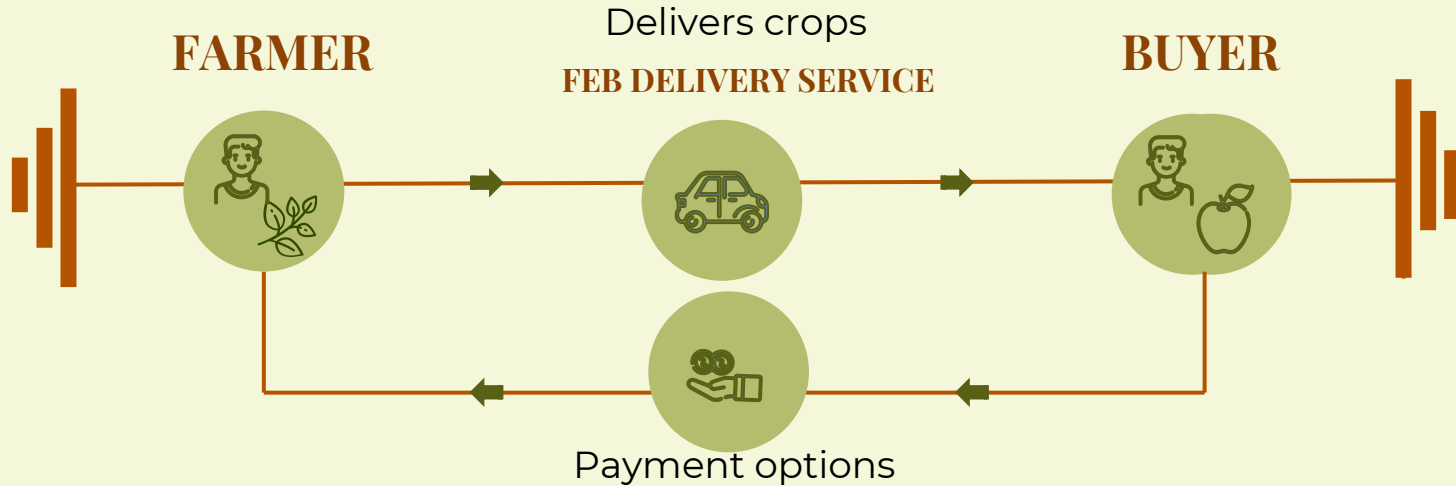 Delivers crops
FARMER
FEB DELIVERY SERVICE
BUYER
Payment options